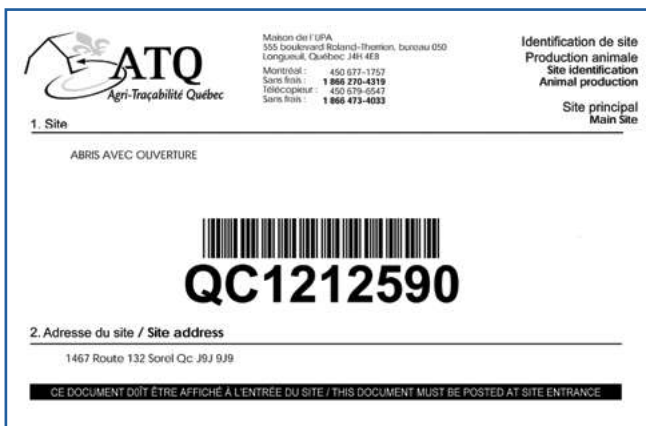 ATQ
Agri-Traçabilité Québec
Maison de l'UPA
555 boulevard Roland-Therrien, bureau 050
Longueuil, Québec J4H 4E8
Montréal : 450 677-1757
Sans frais : 1 866 270-4319
Télécopieur : 450 679-6547
Sans frais : 1 866 473-4033
Identification de site
Production animale
Site identification
Animal production
Site principal
Main Site
1. Site
ABRIS AVEC OUVERTURE
QC1212590
2. Adresse du site / Site address
1467 Route 132 Sorel Qc J9J 9J9
CE DOCUMENT DOÎT ÊTRE AFFICHÉ À L'ENTRÉE DU SITE / THIS DOCUMENT MUST BE POSTED AT SITE ENTRANCE